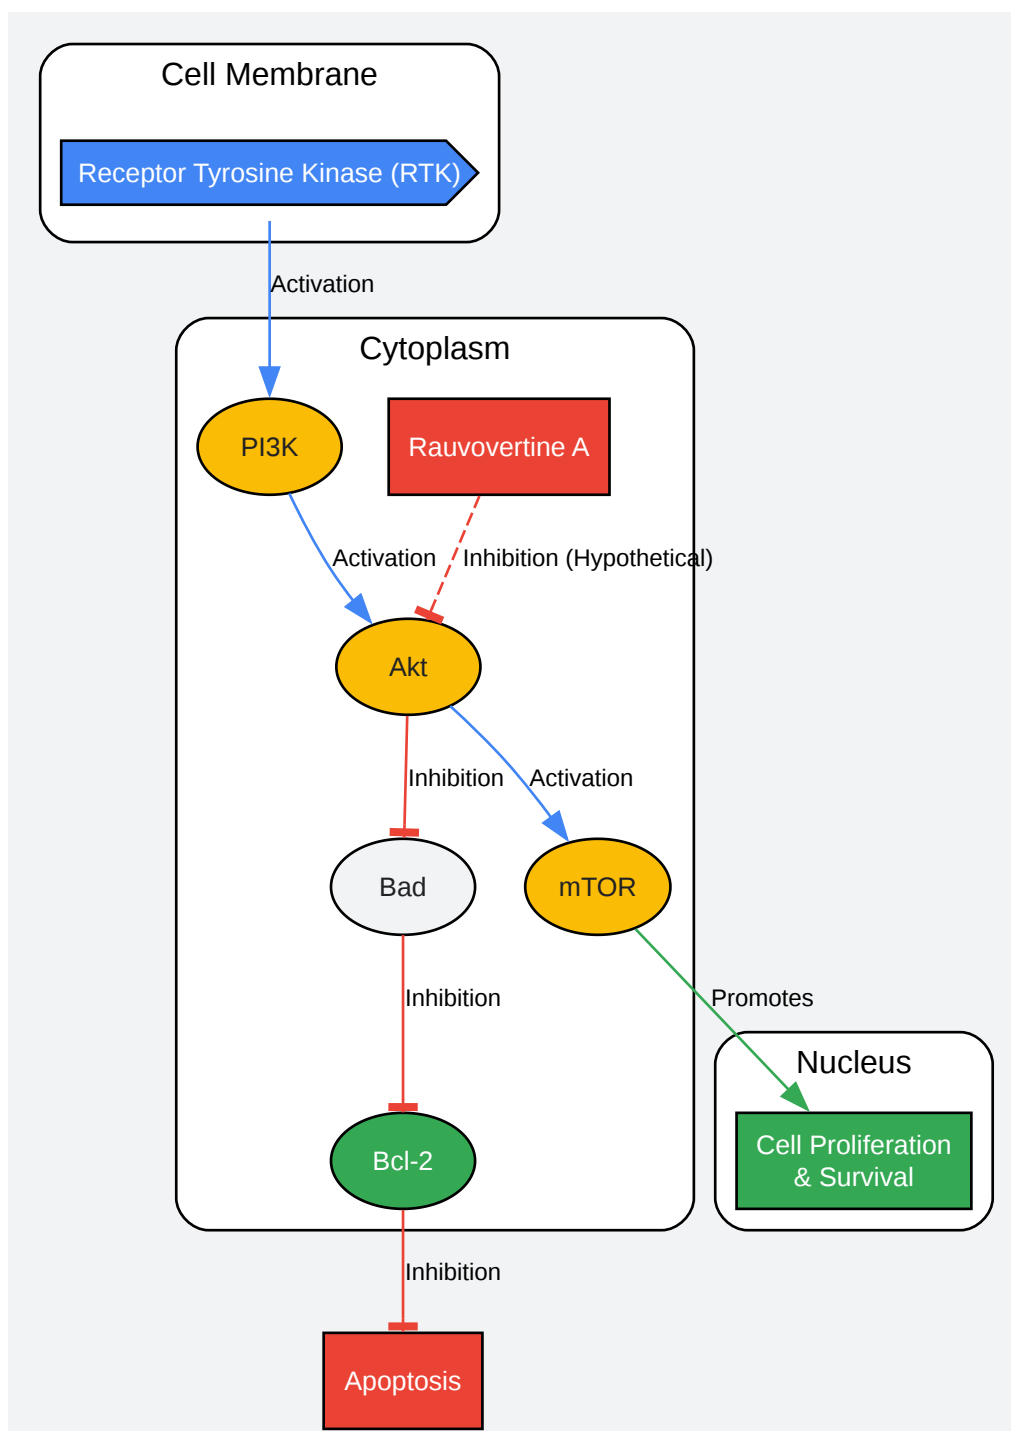 Cell Membrane
Receptor Tyrosine Kinase (RTK)
Activation
Cytoplasm
PI3K
Rauvovertine A
Activation
Inhibition (Hypothetical)
Akt
Inhibition
Activation
Bad
mTOR
Inhibition
Promotes
Nucleus
Cell Proliferation
& Survival
Bcl-2
Inhibition
Apoptosis